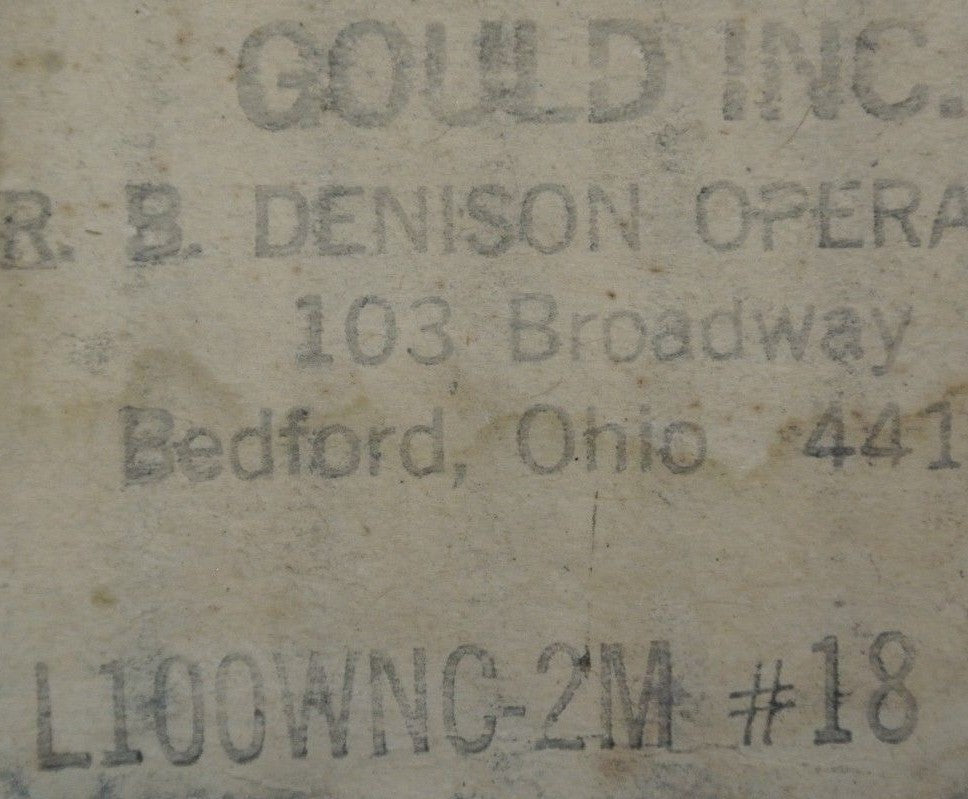 GOULD INC.
R. B. DENISON OPERA
103 Broadway
Bedford, Ohio 441
L100WNC-2M #18